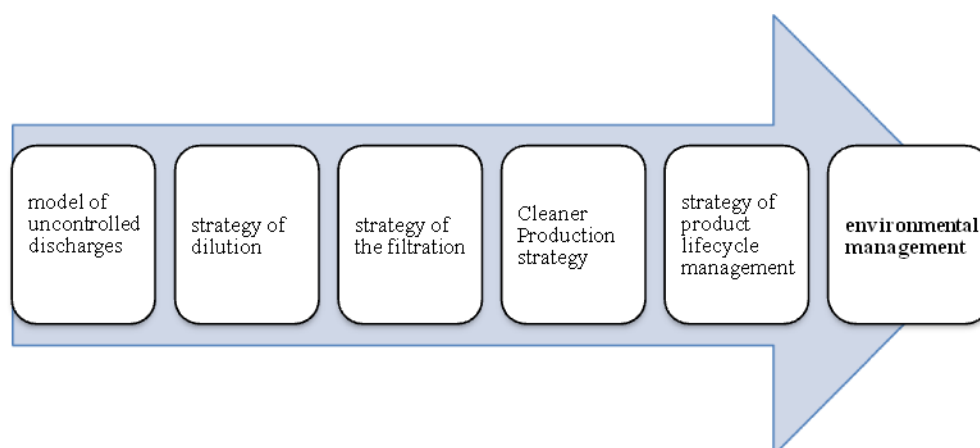 model of
uncontrolled
discharges
strategy of
dilution
strategy of
the filtration
Cleaner
Production
strategy
strategy of
product
lifecycle
management
environmental
management